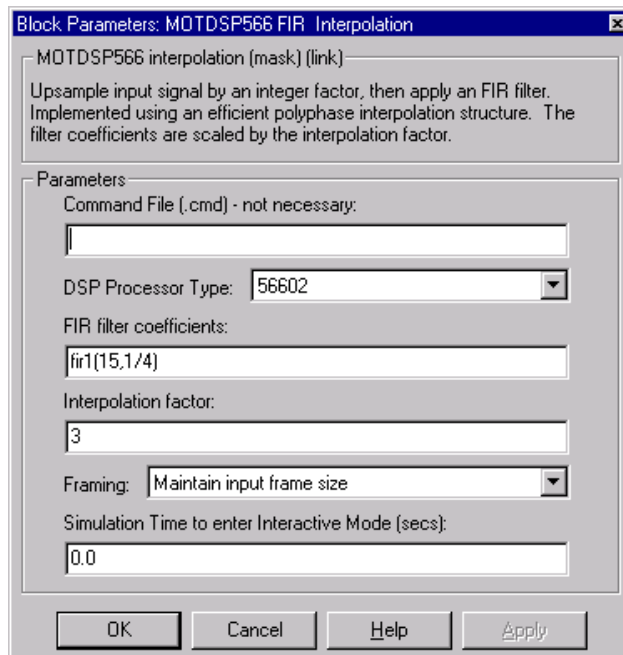 Block Parameters: MOTDSP566 FIR  Interpolation
MOTDSP566 interpolation (mask) (link)
Upsample input signal by an integer factor, then apply an FIR filter.
Implemented using an efficient polyphase interpolation structure.  The
filter coefficients are scaled by the interpolation factor.
Parameters
Command File (.cmd) - not necessary:
DSP Processor Type: 56602
FIR filter coefficients:
fir1(15,1/4)
Interpolation factor:
3
Framing: Maintain input frame size
Simulation Time to enter Interactive Mode (secs):
0.0
OK Cancel Help Apply